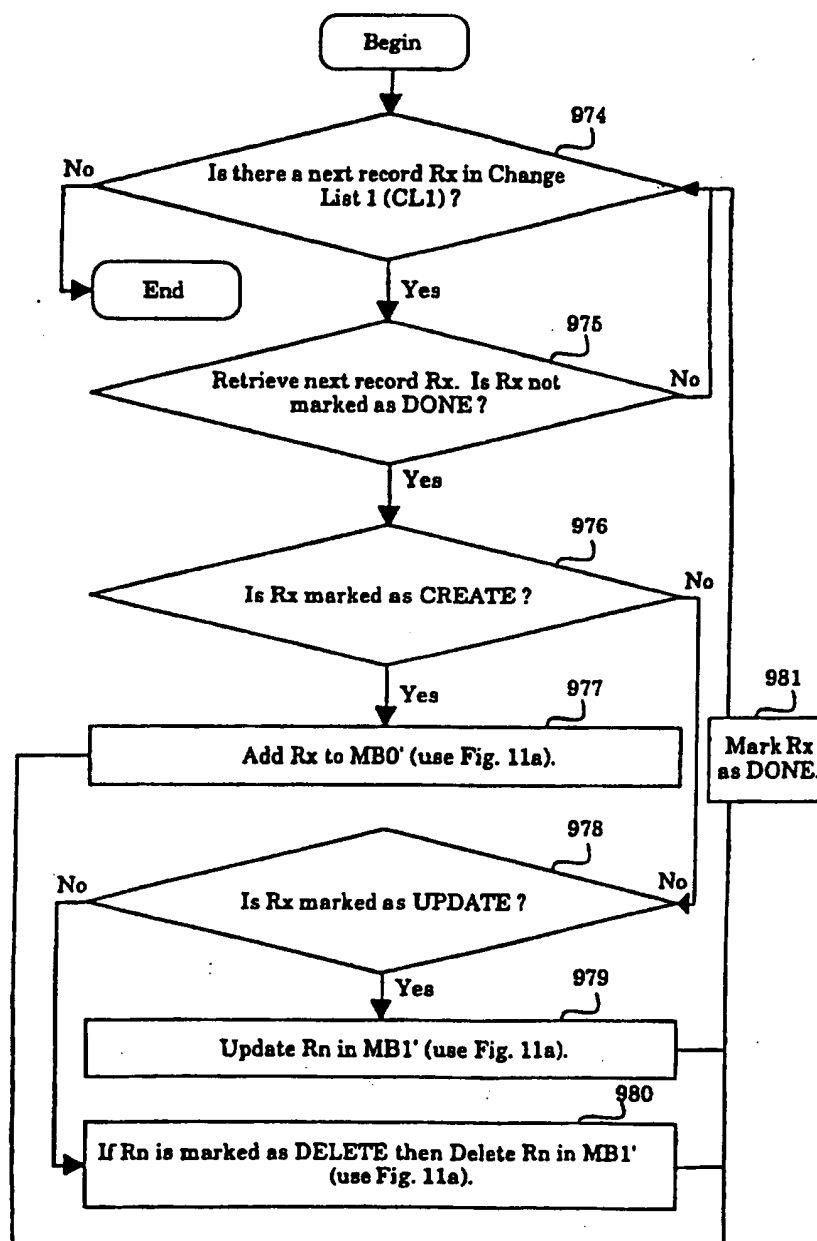 Begin
974
Is there a next record Rx in Change
List 1 (CL1) ?
No
End
Yes
975
Retrieve next record Rx. Is Rx not
marked as DONE ?
No
Yes
976
Is Rx marked as CREATE ?
No
Yes
977
Add Rx to MB0' (use Fig. 11a).
981
Mark Rx
as DONE.
978
No
Is Rx marked as UPDATE ?
No
Yes
979
Update Rn in MB1' (use Fig. 11a).
980
If Rn is marked as DELETE then Delete Rn in MB1'
(use Fig. 11a).